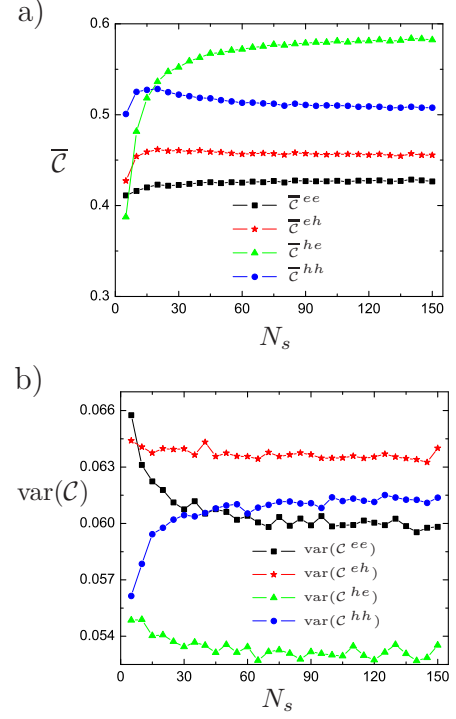 a)
0.6
0.5
0.4
0.3
C̅
C̅ ee
C̅ eh
C̅ he
C̅ hh
0 30 60 90 120 150
N_s
b)
0.066
0.063
0.060
0.057
0.054
var(C)
var(C ee)
var(C eh)
var(C he)
var(C hh)
0 30 60 90 120 150
N_s